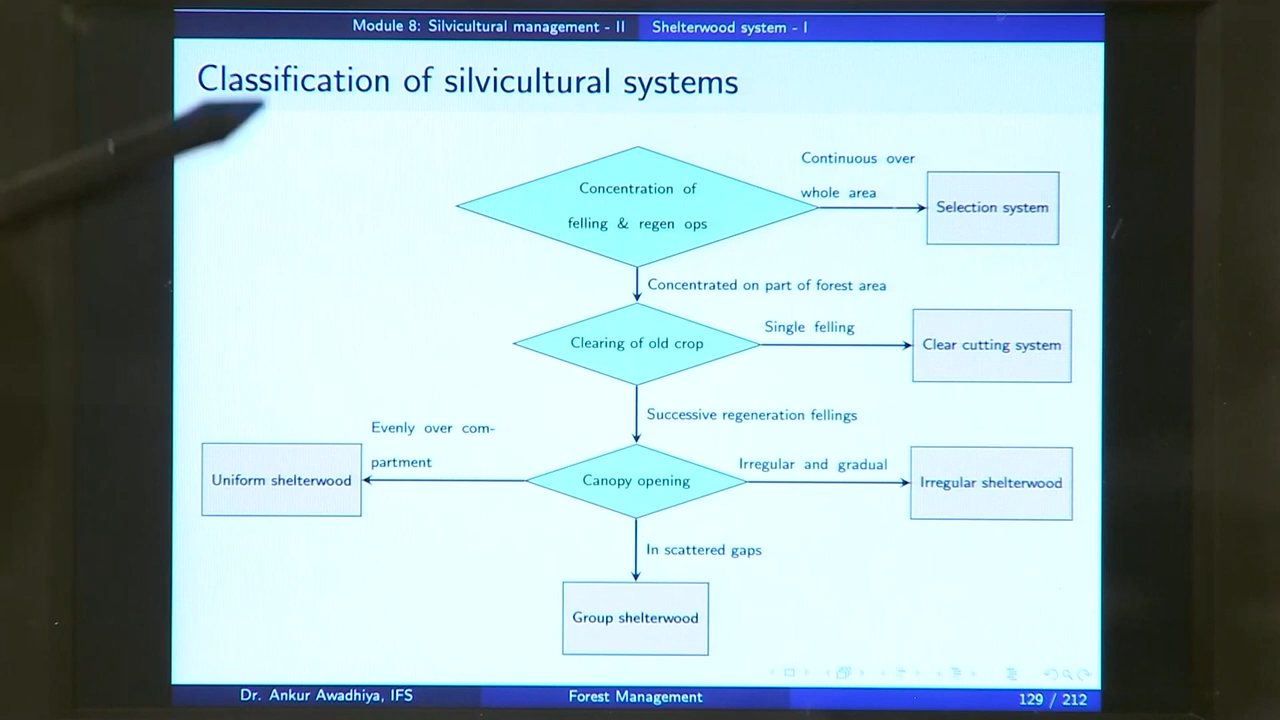 Module 8: Silvicultural management - II
Shelterwood system - I
Classification of silvicultural systems
Concentration of
felling & regen ops
Continuous over
whole area
Selection system
Concentrated on part of forest area
Clearing of old crop
Single felling
Clear cutting system
Successive regeneration fellings
Canopy opening
Evenly over com-
partment
Uniform shelterwood
Irregular and gradual
Irregular shelterwood
In scattered gaps
Group shelterwood
Dr. Ankur Awadhiya, IFS
Forest Management
129 / 212